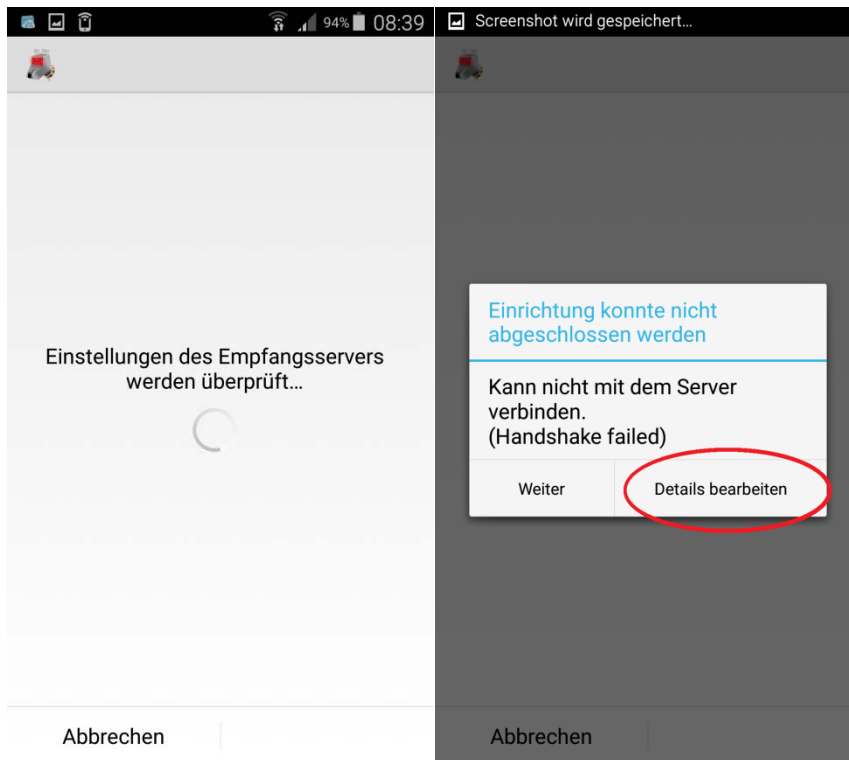 94% 08:39
Einstellungen des Empfangsservers
werden überprüft...
Abbrechen
Screenshot wird gespeichert...
Einrichtung konnte nicht
abgeschlossen werden
Kann nicht mit dem Server
verbinden.
(Handshake failed)
Weiter Details bearbeiten
Abbrechen